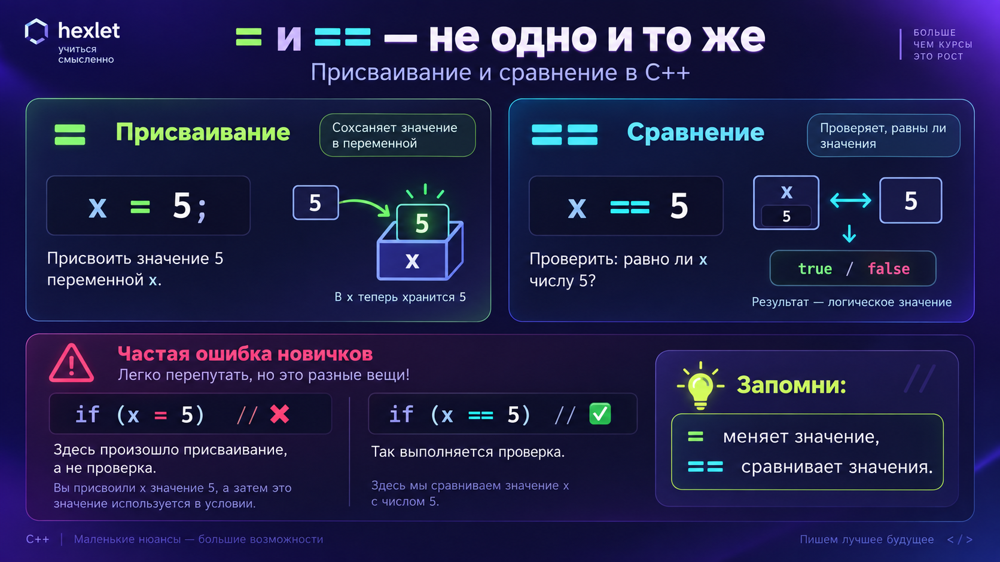 hexlet
учиться
смысленно
= и == — не одно и то же
Присваивание и сравнение в C++
БОЛЬШЕ
ЧЕМ КУРСЫ
ЭТО РОСТ
= Присваивание
Сохсаняет значение
в переменной
x = 5;
5
5
x
Присвоить значение 5
переменной x.
В x теперь хранится 5
== Сравнение
Проверяет, равны ли
значения
x == 5
x
5
5
Проверить: равно ли x
числу 5?
true / false
Результат — логическое значение
Частая ошибка новичков
Легко перепутать, но это разные вещи!
if (x = 5) // ❌
Здесь произошло присваивание,
а не проверка.
Вы присвоили x значение 5, а затем это
значение используется в условии.
if (x == 5) // ✅
Так выполняется проверка.
Здесь мы сравниваем значение x
с числом 5.
Запомни:
//
= меняет значение,
== сравнивает значения.
C++ | Маленькие нюансы — большие возможности
Пишем лучшее будущее </>